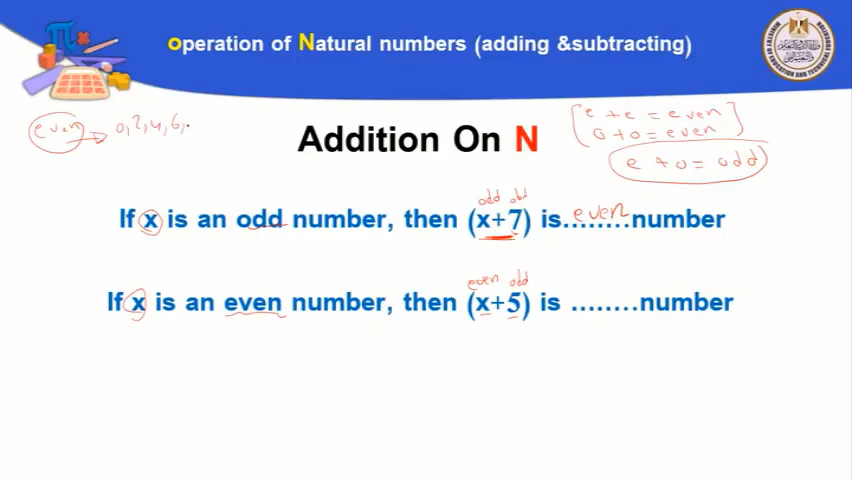 operation of Natural numbers (adding &subtracting)
even → 0, 2, 4, 6,
e + e = even
o + o = even
e + o = odd
Addition On N
odd odd
If x is an odd number, then (x+7) is........number
even
even odd
If x is an even number, then (x+5) is ........number